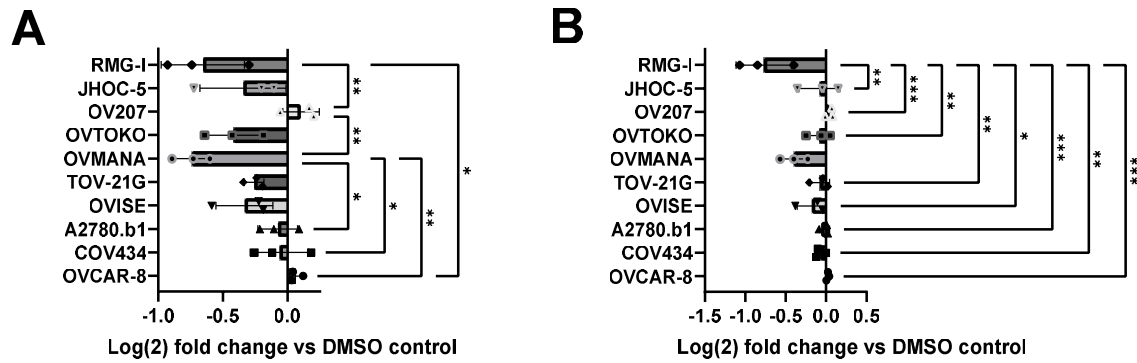 A
RMG-I
JHOC-5
OV207
OVTOKO
OVMANA
TOV-21G
OVISE
A2780.b1
COV434
OVCAR-8
-1.0 -0.5 0.0
Log(2) fold change vs DMSO control
**
**
*
*
**
*
B
RMG-I
JHOC-5
OV207
OVTOKO
OVMANA
TOV-21G
OVISE
A2780.b1
COV434
OVCAR-8
-1.5 -1.0 -0.5 0.0 0.5
Log(2) fold change vs DMSO control
**
***
**
**
*
***
**
***